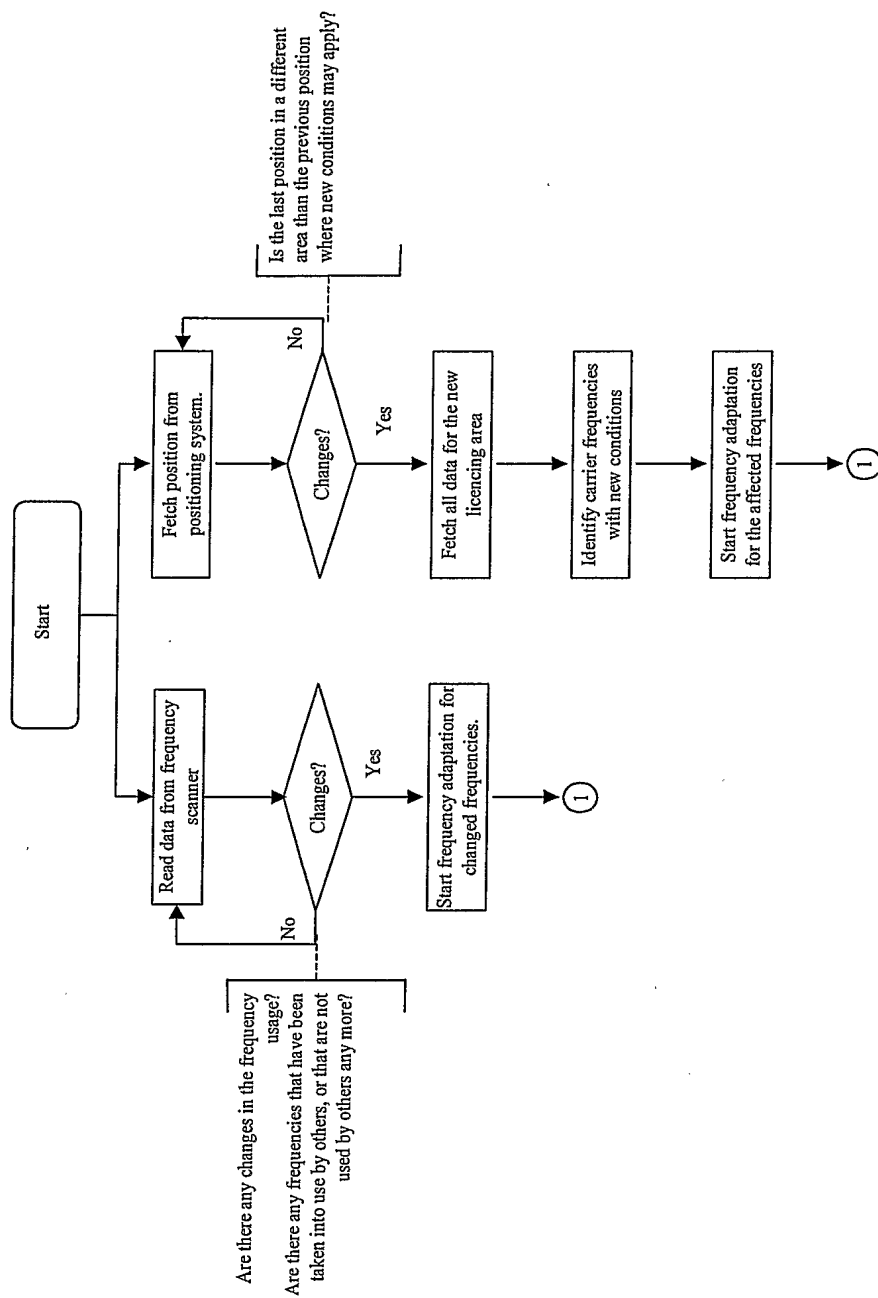 Start
Read data from frequency
scanner
Changes?
No
Yes
Are there any changes in the frequency
usage?
Are there any frequencies that have been
taken into use by others, or that are not
used by others any more?
Start frequency adaptation for
changed frequencies.
1
Fetch position from
positioning system.
Changes?
No
Yes
Is the last position in a different
area than the previous position
where new conditions may apply?
Fetch all data for the new
licencing area
Identify carrier frequencies
with new conditions
Start frequency adaptation
for the affected frequencies
1